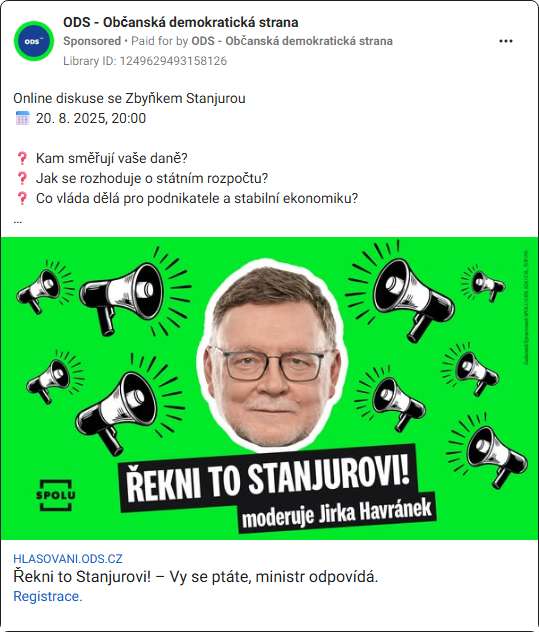 ODS - Občanská demokratická strana
Sponsored • Paid for by ODS - Občanská demokratická strana
Library ID: 1249629493158126
ODS
Online diskuse se Zbyňkem Stanjurou
20. 8. 2025, 20:00
❓ Kam směřují vaše daně?
❓ Jak se rozhoduje o státním rozpočtu?
❓ Co vláda dělá pro podnikatele a stabilní ekonomiku?
...
ŘEKNI TO STANJUROVI!
moderuje Jirka Havránek
SPOLU
HLASOVANI.ODS.CZ
Řekni to Stanjurovi! – Vy se ptáte, ministr odpovídá.
Registrace.